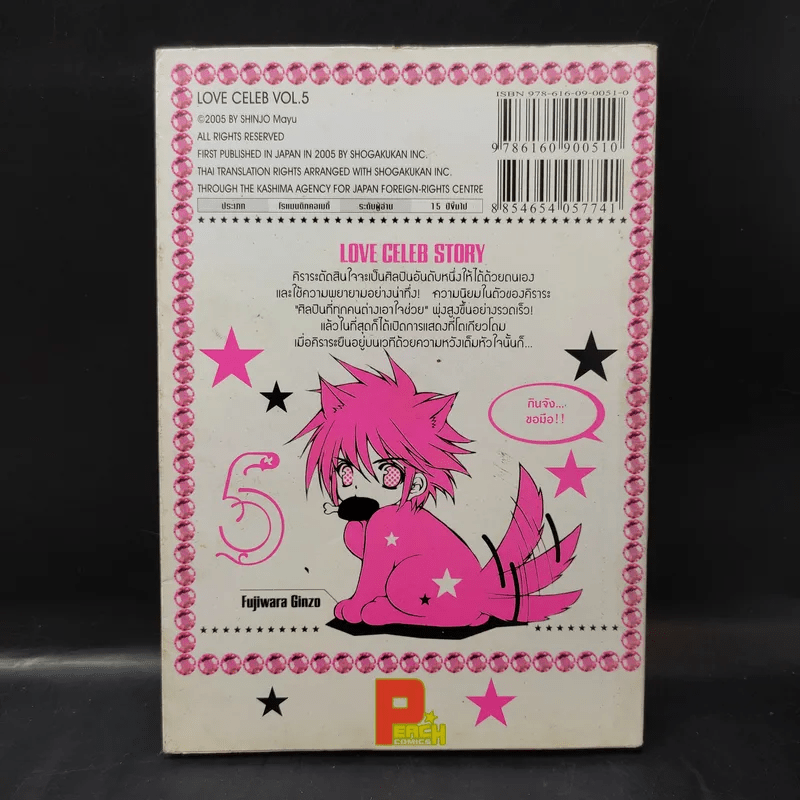 LOVE CELEB VOL.5
©2005 BY SHINJO Mayu
ALL RIGHTS RESERVED
FIRST PUBLISHED IN JAPAN IN 2005 BY SHOGAKUKAN INC.
THAI TRANSLATION RIGHTS ARRANGED WITH SHOGAKUKAN INC.
THROUGH THE KASHIMA AGENCY FOR JAPAN FOREIGN-RIGHTS CENTRE
ประเภท โรแมนติกคอมเมดี้ ระดับผู้อ่าน 15 ปีขึ้นไป
ISBN 978-616-09-0051-0
9 786160 900510
8 854654 057741
LOVE CELEB STORY
คิราระตัดสินใจจะเป็นศิลปินอันดับหนึ่งให้ได้ด้วยตนเอง
และใช้ความพยายามอย่างน่าทึ่ง! ความนิยมในตัวของคิราระ
"ศิลปินที่ทุกคนต่างเอาใจช่วย" พุ่งสูงขึ้นอย่างรวดเร็ว!
แล้วในที่สุดก็ได้เปิดการแสดงที่โตเกียวโดม
เมื่อคิราระยืนอยู่บนเวทีด้วยความหวังเต็มหัวใจนั้นก็...
กินจัง...
ขอมือ!!
5
Fujiwara Ginzo
PEACH
COMICS